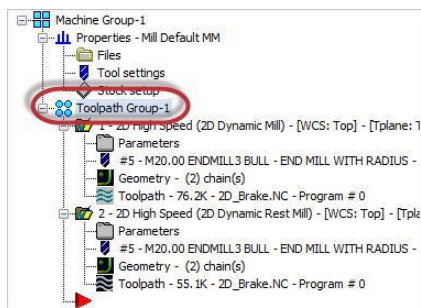 Machine Group-1
Properties - Mill Default MM
Files
Tool settings
Stock setup
Toolpath Group-1
1 - 2D High Speed (2D Dynamic Mill) - [WCS: Top] - [Tplane: T
Parameters
#5 - M20.00 ENDMILL3 BULL - END MILL WITH RADIUS -
Geometry - (2) chain(s)
Toolpath - 76.2K - 2D_Brake.NC - Program # 0
2 - 2D High Speed (2D Dynamic Rest Mill) - [WCS: Top] - [Tpla
Parameters
#5 - M20.00 ENDMILL3 BULL - END MILL WITH RADIUS -
Geometry - (2) chain(s)
Toolpath - 55.1K - 2D_Brake.NC - Program # 0